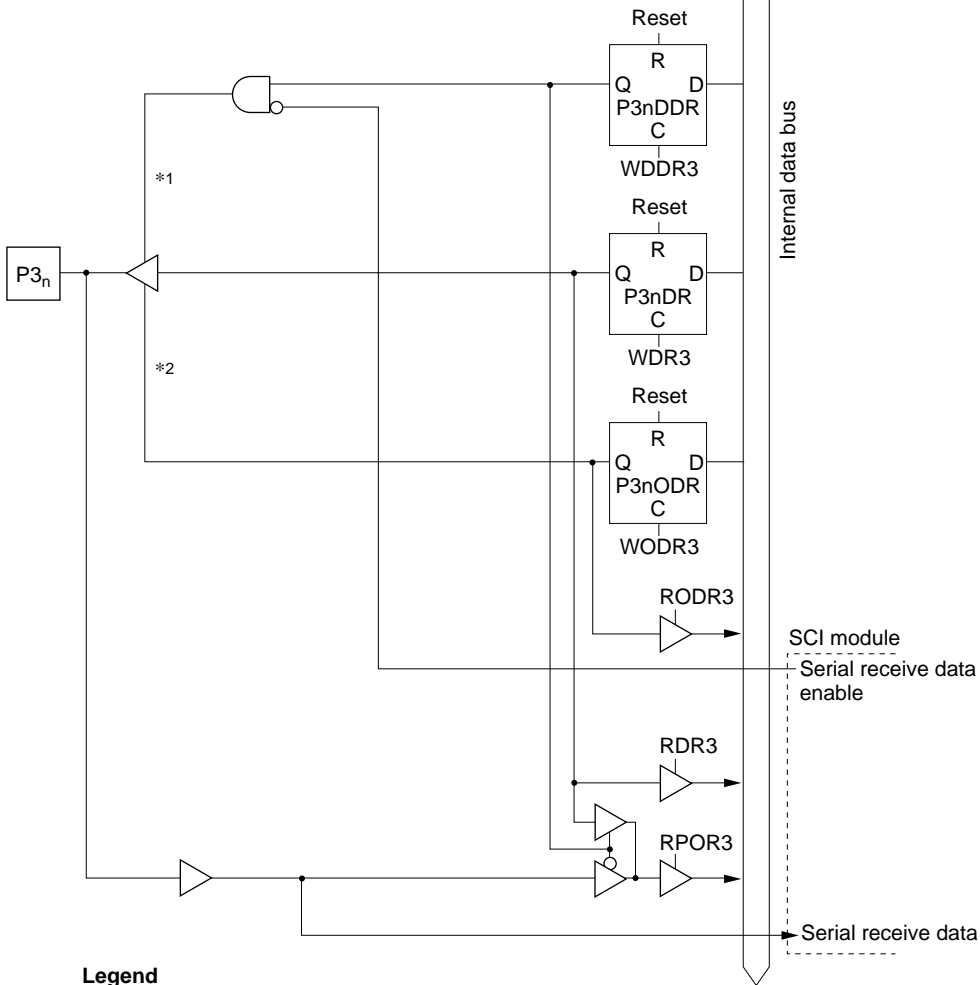 Reset
R
Q D
P3nDDR
C
WDDR3
Internal data bus
*1
Reset
R
P3n
Q D
P3nDR
C
WDR3
*2
Reset
R
Q D
P3nODR
C
WODR3
RODR3
SCI module
Serial receive data
enable
RDR3
RPOR3
Serial receive data
Legend